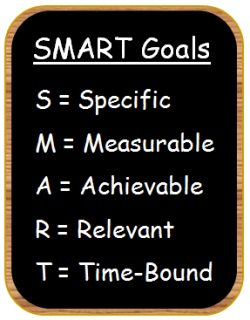 SMART Goals
S = Specific
M = Measurable
A = Achievable
R = Relevant
T = Time-Bound